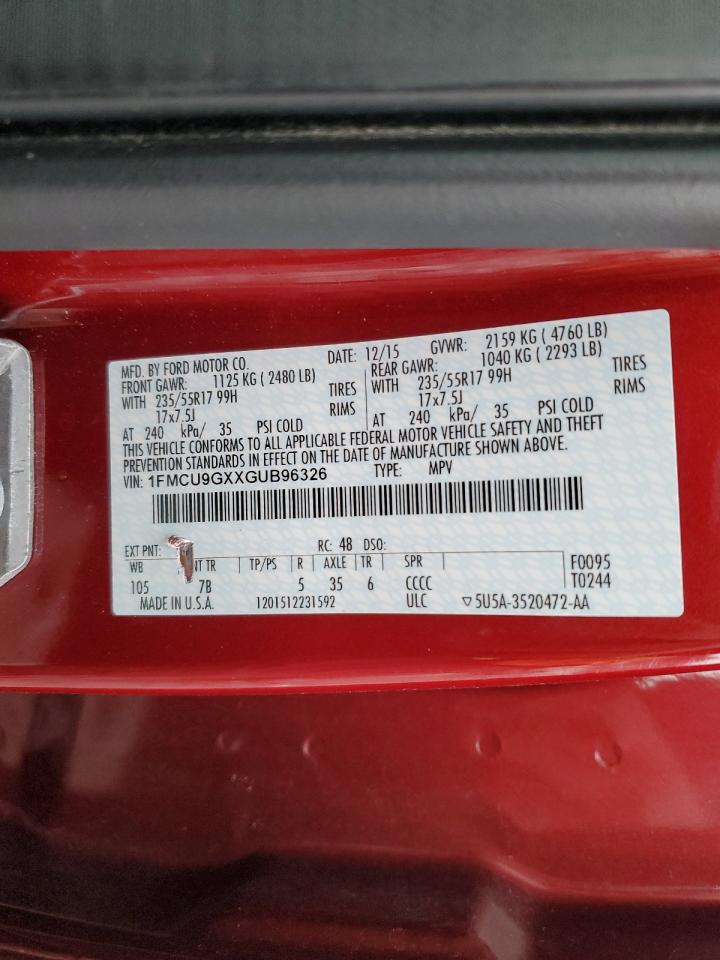 MFD. BY FORD MOTOR CO. DATE: 12/15 GVWR: 2159 KG ( 4760 LB)
FRONT GAWR: 1125 KG ( 2480 LB) REAR GAWR: 1040 KG ( 2293 LB)
WITH 235/55R17 99H TIRES WITH 235/55R17 99H TIRES
17x7.5J RIMS 17x7.5J RIMS
AT 240 kPa/ 35 PSI COLD AT 240 kPa/ 35 PSI COLD
THIS VEHICLE CONFORMS TO ALL APPLICABLE FEDERAL MOTOR VEHICLE SAFETY AND THEFT
PREVENTION STANDARDS IN EFFECT ON THE DATE OF MANUFACTURE SHOWN ABOVE.
VIN: 1FMCU9GXXGUB96326 TYPE: MPV
EXT PNT: RC: 48 DSO:
WB TR TP/PS R AXLE TR SPR F0095
105 7B 5 35 6 CCCC T0244
MADE IN U.S.A. 1201512231592 ULC ▽5U5A-3520472-AA